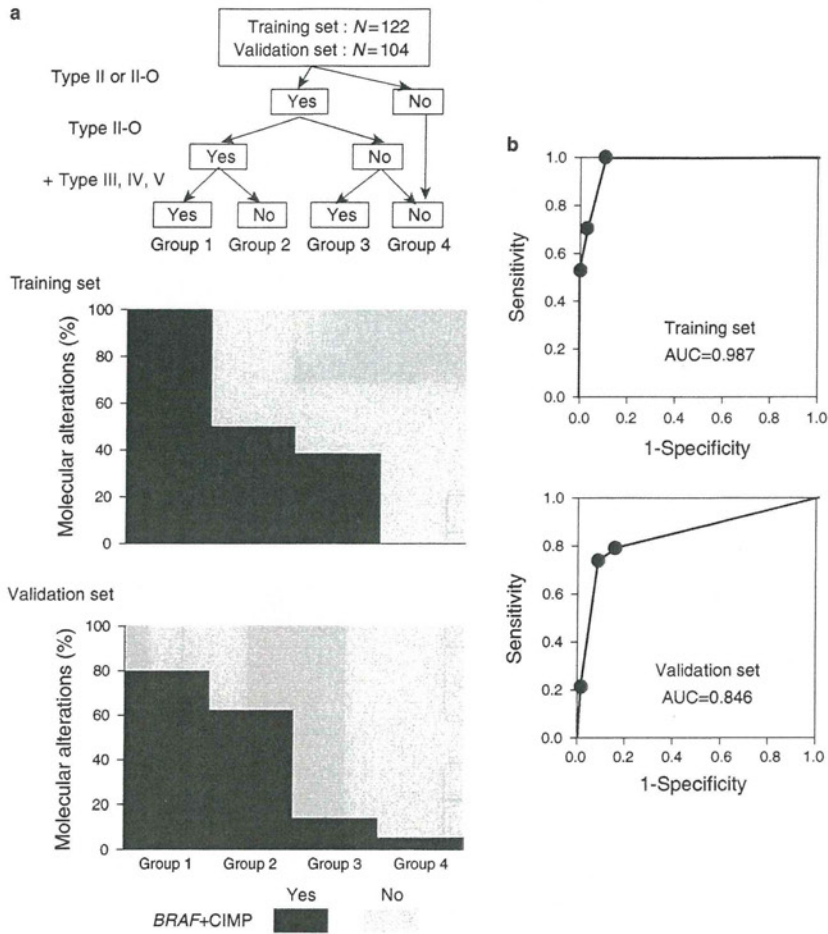 a
Training set : N=122
Validation set : N=104
Type II or II-O
Yes No
Type II-O
Yes No
+ Type III, IV, V
Yes No Yes No
Group 1 Group 2 Group 3 Group 4
Training set
Molecular alterations (%)
100
80
60
40
20
0
Validation set
Molecular alterations (%)
100
80
60
40
20
0
Group 1 Group 2 Group 3 Group 4
Yes No
BRAF+CIMP
b
Sensitivity
1.0
0.8
0.6
0.4
0.2
0.0
Training set
AUC=0.987
0.0 0.2 0.4 0.6 0.8 1.0
1-Specificity
Sensitivity
1.0
0.8
0.6
0.4
0.2
0.0
Validation set
AUC=0.846
0.0 0.2 0.4 0.6 0.8 1.0
1-Specificity